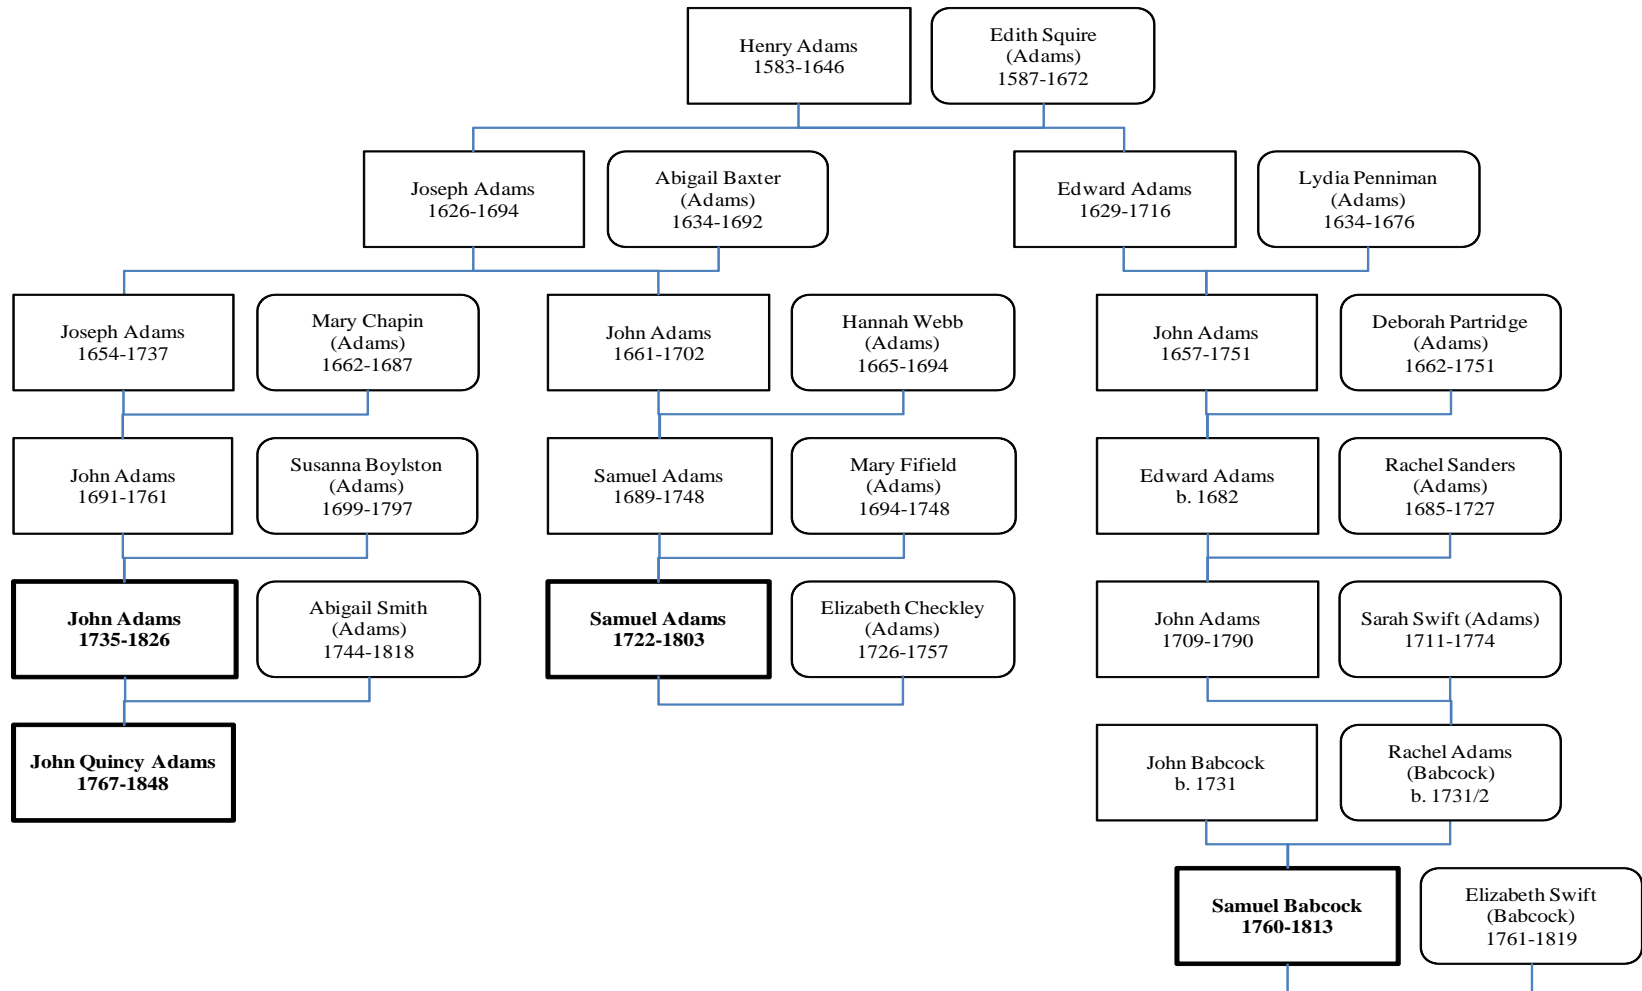 Henry Adams
1583-1646
Edith Squire
(Adams)
1587-1672
Joseph Adams
1626-1694
Abigail Baxter
(Adams)
1634-1692
Edward Adams
1629-1716
Lydia Penniman
(Adams)
1634-1676
Joseph Adams
1654-1737
Mary Chapin
(Adams)
1662-1687
John Adams
1661-1702
Hannah Webb
(Adams)
1665-1694
John Adams
1657-1751
Deborah Partridge
(Adams)
1662-1751
John Adams
1691-1761
Susanna Boylston
(Adams)
1699-1797
Samuel Adams
1689-1748
Mary Fifield
(Adams)
1694-1748
Edward Adams
b. 1682
Rachel Sanders
(Adams)
1685-1727
John Adams
1735-1826
Abigail Smith
(Adams)
1744-1818
Samuel Adams
1722-1803
Elizabeth Checkley
(Adams)
1726-1757
John Adams
1709-1790
Sarah Swift (Adams)
1711-1774
John Quincy Adams
1767-1848
John Babcock
b. 1731
Rachel Adams
(Babcock)
b. 1731/2
Samuel Babcock
1760-1813
Elizabeth Swift
(Babcock)
1761-1819